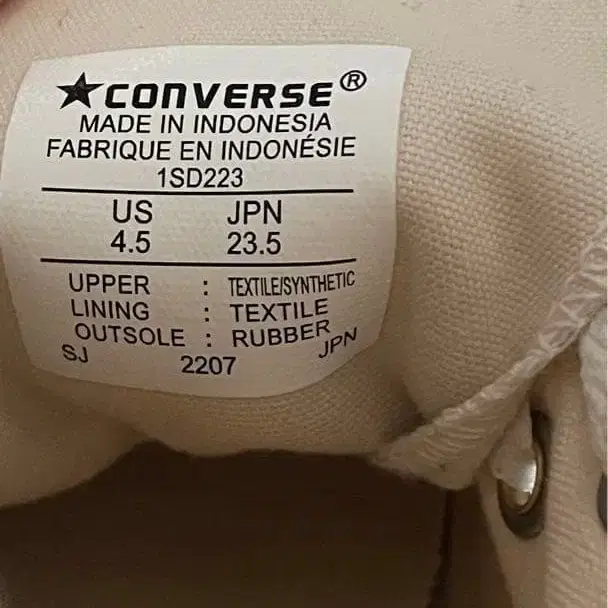 ★CONVERSE®
MADE IN INDONESIA
FABRIQUE EN INDONÉSIE
1SD223
US JPN
4.5 23.5
UPPER : TEXTILE/SYNTHETIC
LINING : TEXTILE
OUTSOLE : RUBBER
SJ 2207 JPN